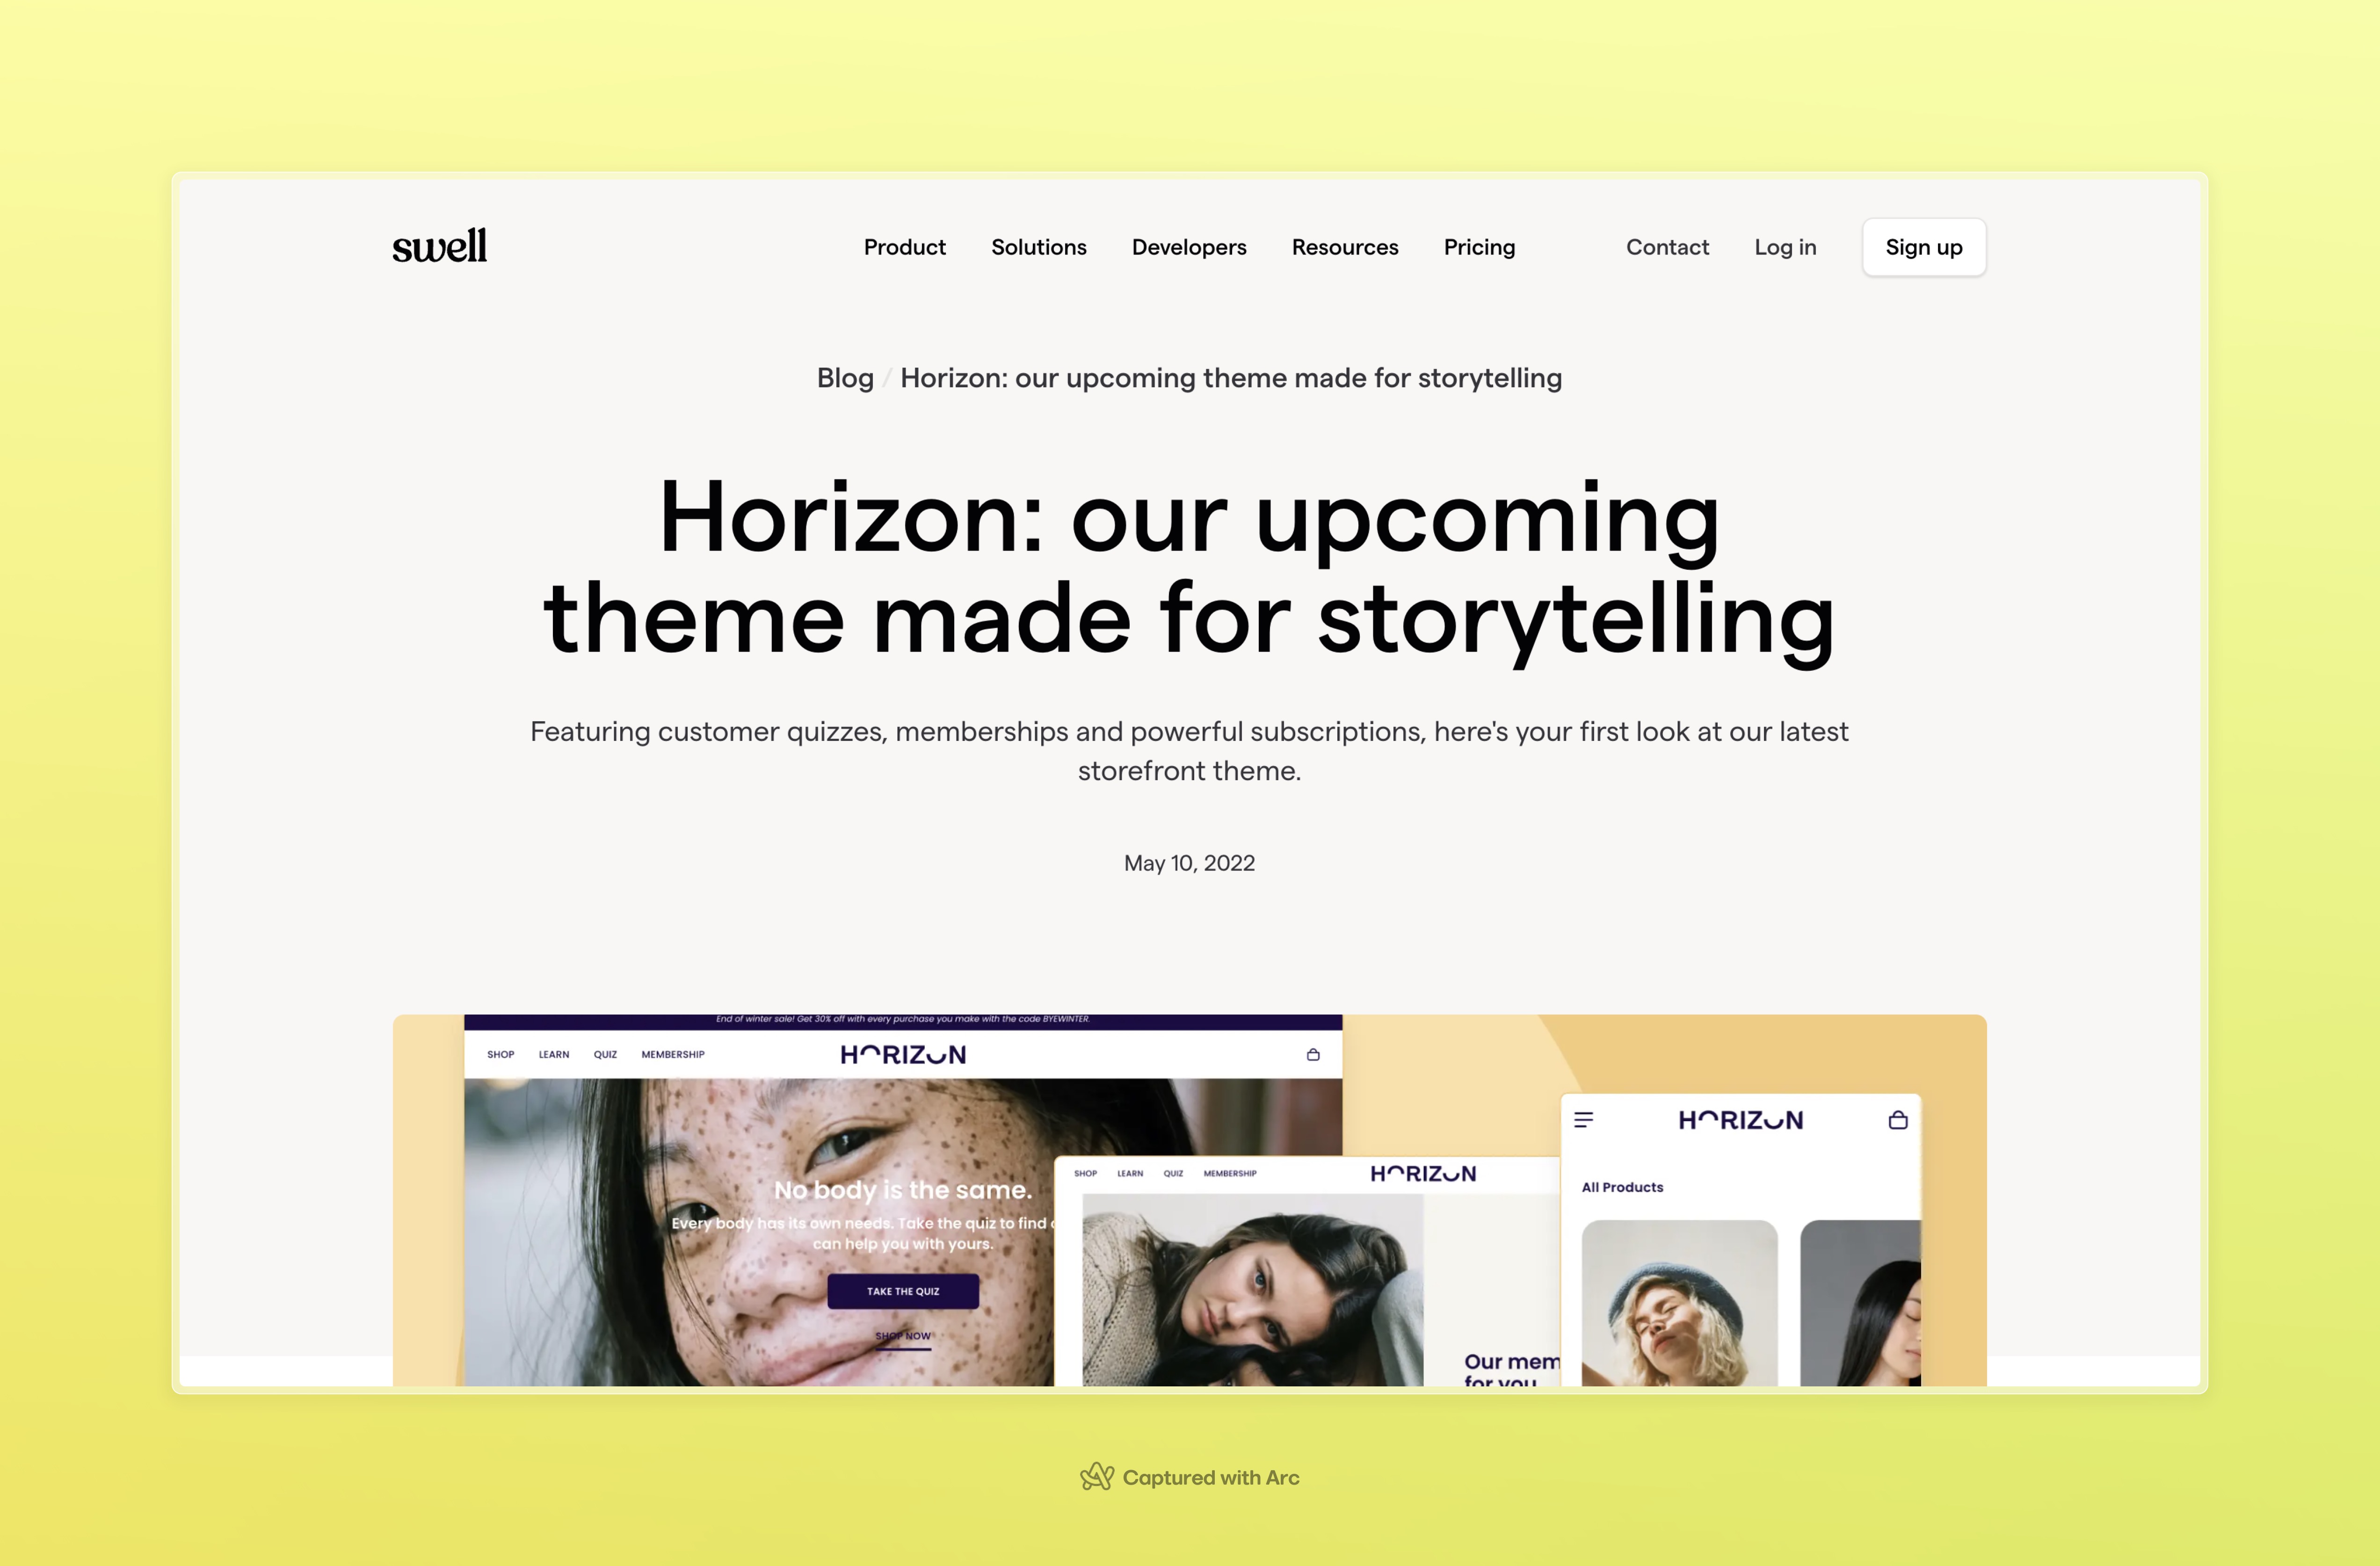 swell
Product Solutions Developers Resources Pricing Contact Log in Sign up
Blog / Horizon: our upcoming theme made for storytelling
Horizon: our upcoming
theme made for storytelling
Featuring customer quizzes, memberships and powerful subscriptions, here's your first look at our latest
storefront theme.
May 10, 2022
End of winter sale! Get 30% off with every purchase you make with the code BYEWINTER.
SHOP LEARN QUIZ MEMBERSHIP HORIZON
No body is the same.
Every body has its own needs. Take the quiz to find
can help you with yours.
TAKE THE QUIZ
SHOP NOW
SHOP LEARN QUIZ MEMBERSHIP HORIZON
Our mem
for you
HORIZON
All Products
Captured with Arc